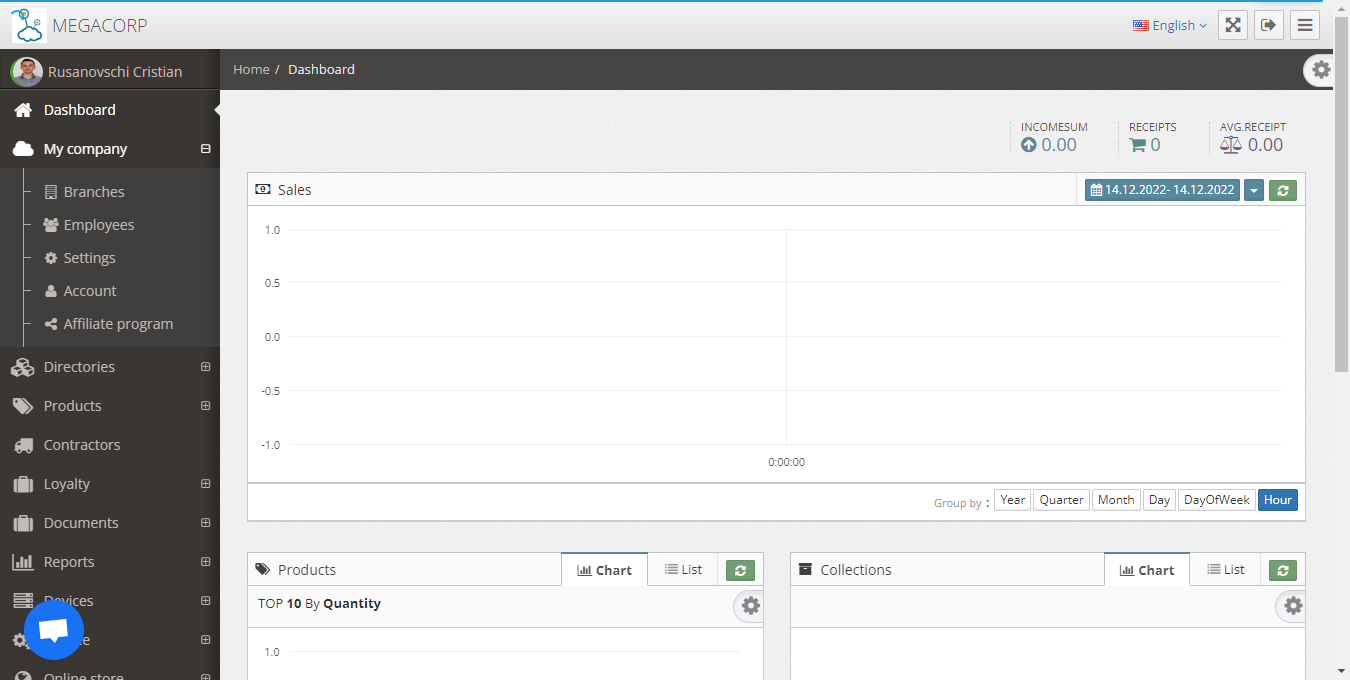 MEGACORP
English
Rusanovschi Cristian
Home / Dashboard
Dashboard
My company
Branches
Employees
Settings
Account
Affiliate program
Directories
Products
Contractors
Loyalty
Documents
Reports
Devices
Online store
INCOMESUM
0.00
RECEIPTS
0
AVG.RECEIPT
0.00
Sales
14.12.2022- 14.12.2022
1.0
0.5
0.0
-0.5
-1.0
0:00:00
Group by : Year Quarter Month Day DayOfWeek Hour
Products
Chart
List
TOP 10 By Quantity
1.0
Collections
Chart
List